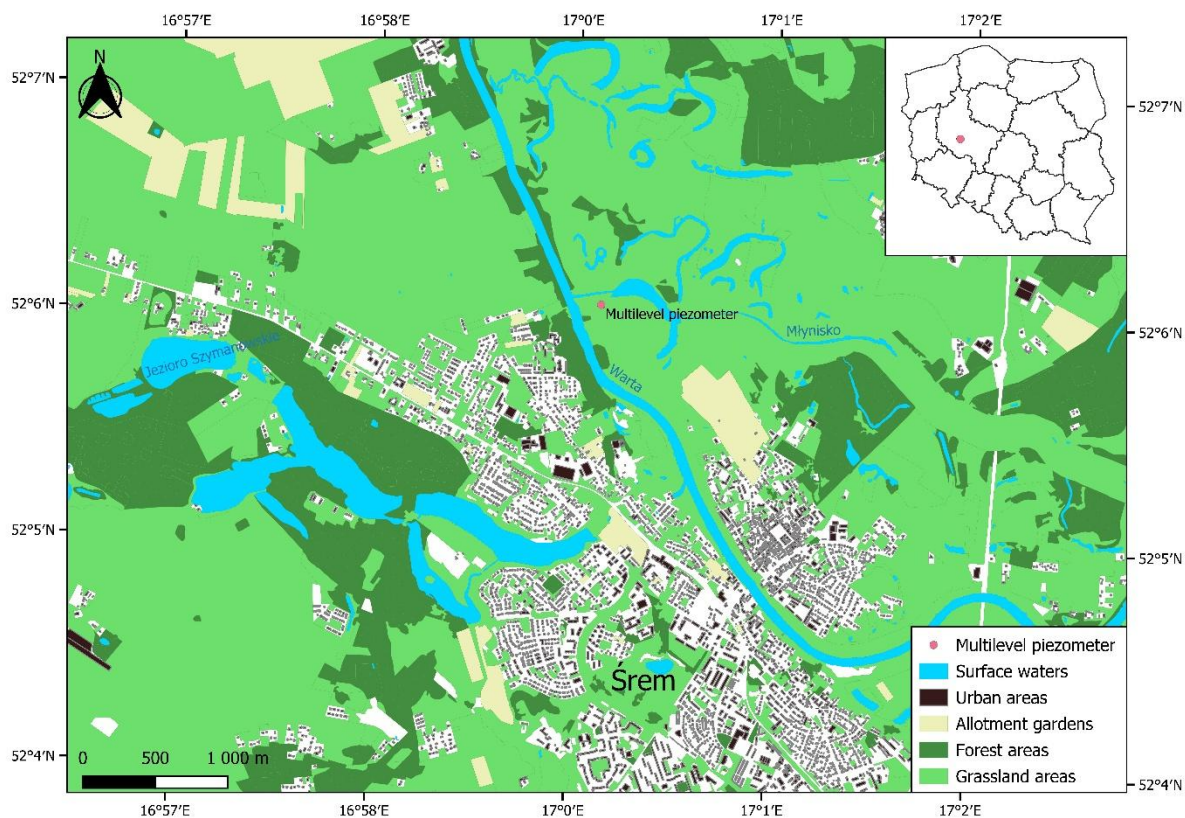 16°57'E 16°58'E 17°0'E 17°1'E 17°2'E
N
52°7'N
52°7'N
52°6'N
52°6'N
Multilevel piezometer
Młynisko
Jezioro Szymanowskie
Warta
52°5'N
52°5'N
Śrem
Multilevel piezometer
Surface waters
Urban areas
Allotment gardens
Forest areas
Grassland areas
0 500 1 000 m
52°4'N
52°4'N
16°57'E 16°58'E 17°0'E 17°1'E 17°2'E